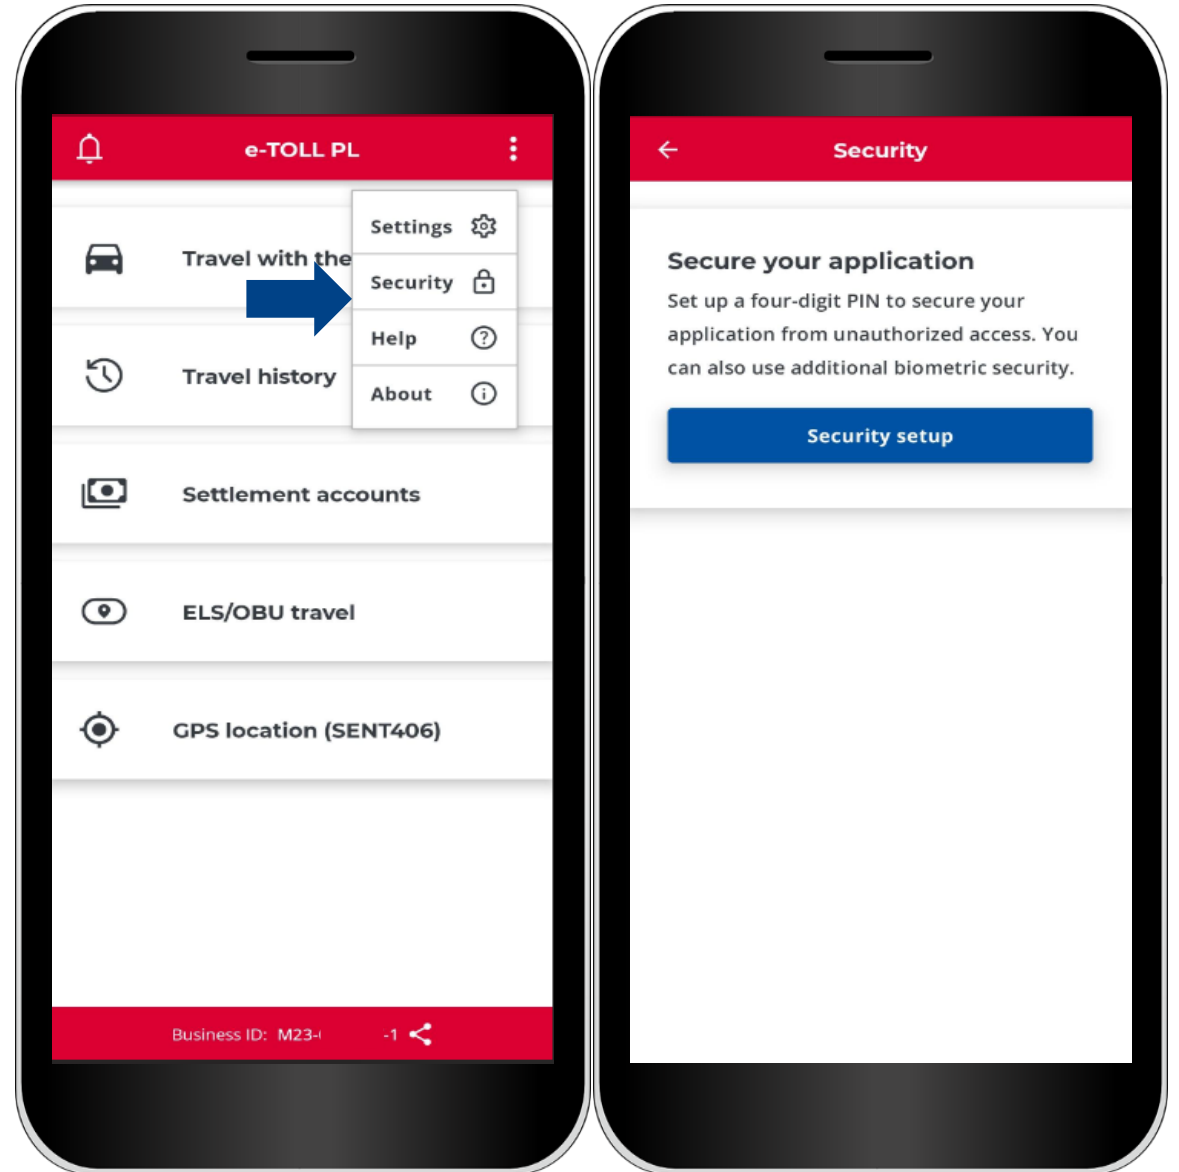 e-TOLL PL
Settings
Travel with the
Security
Help
Travel history
About
Settlement accounts
ELS/OBU travel
GPS location (SENT406)
Business ID: M23- -1
Security
Secure your application
Set up a four-digit PIN to secure your
application from unauthorized access. You
can also use additional biometric security.
Security setup